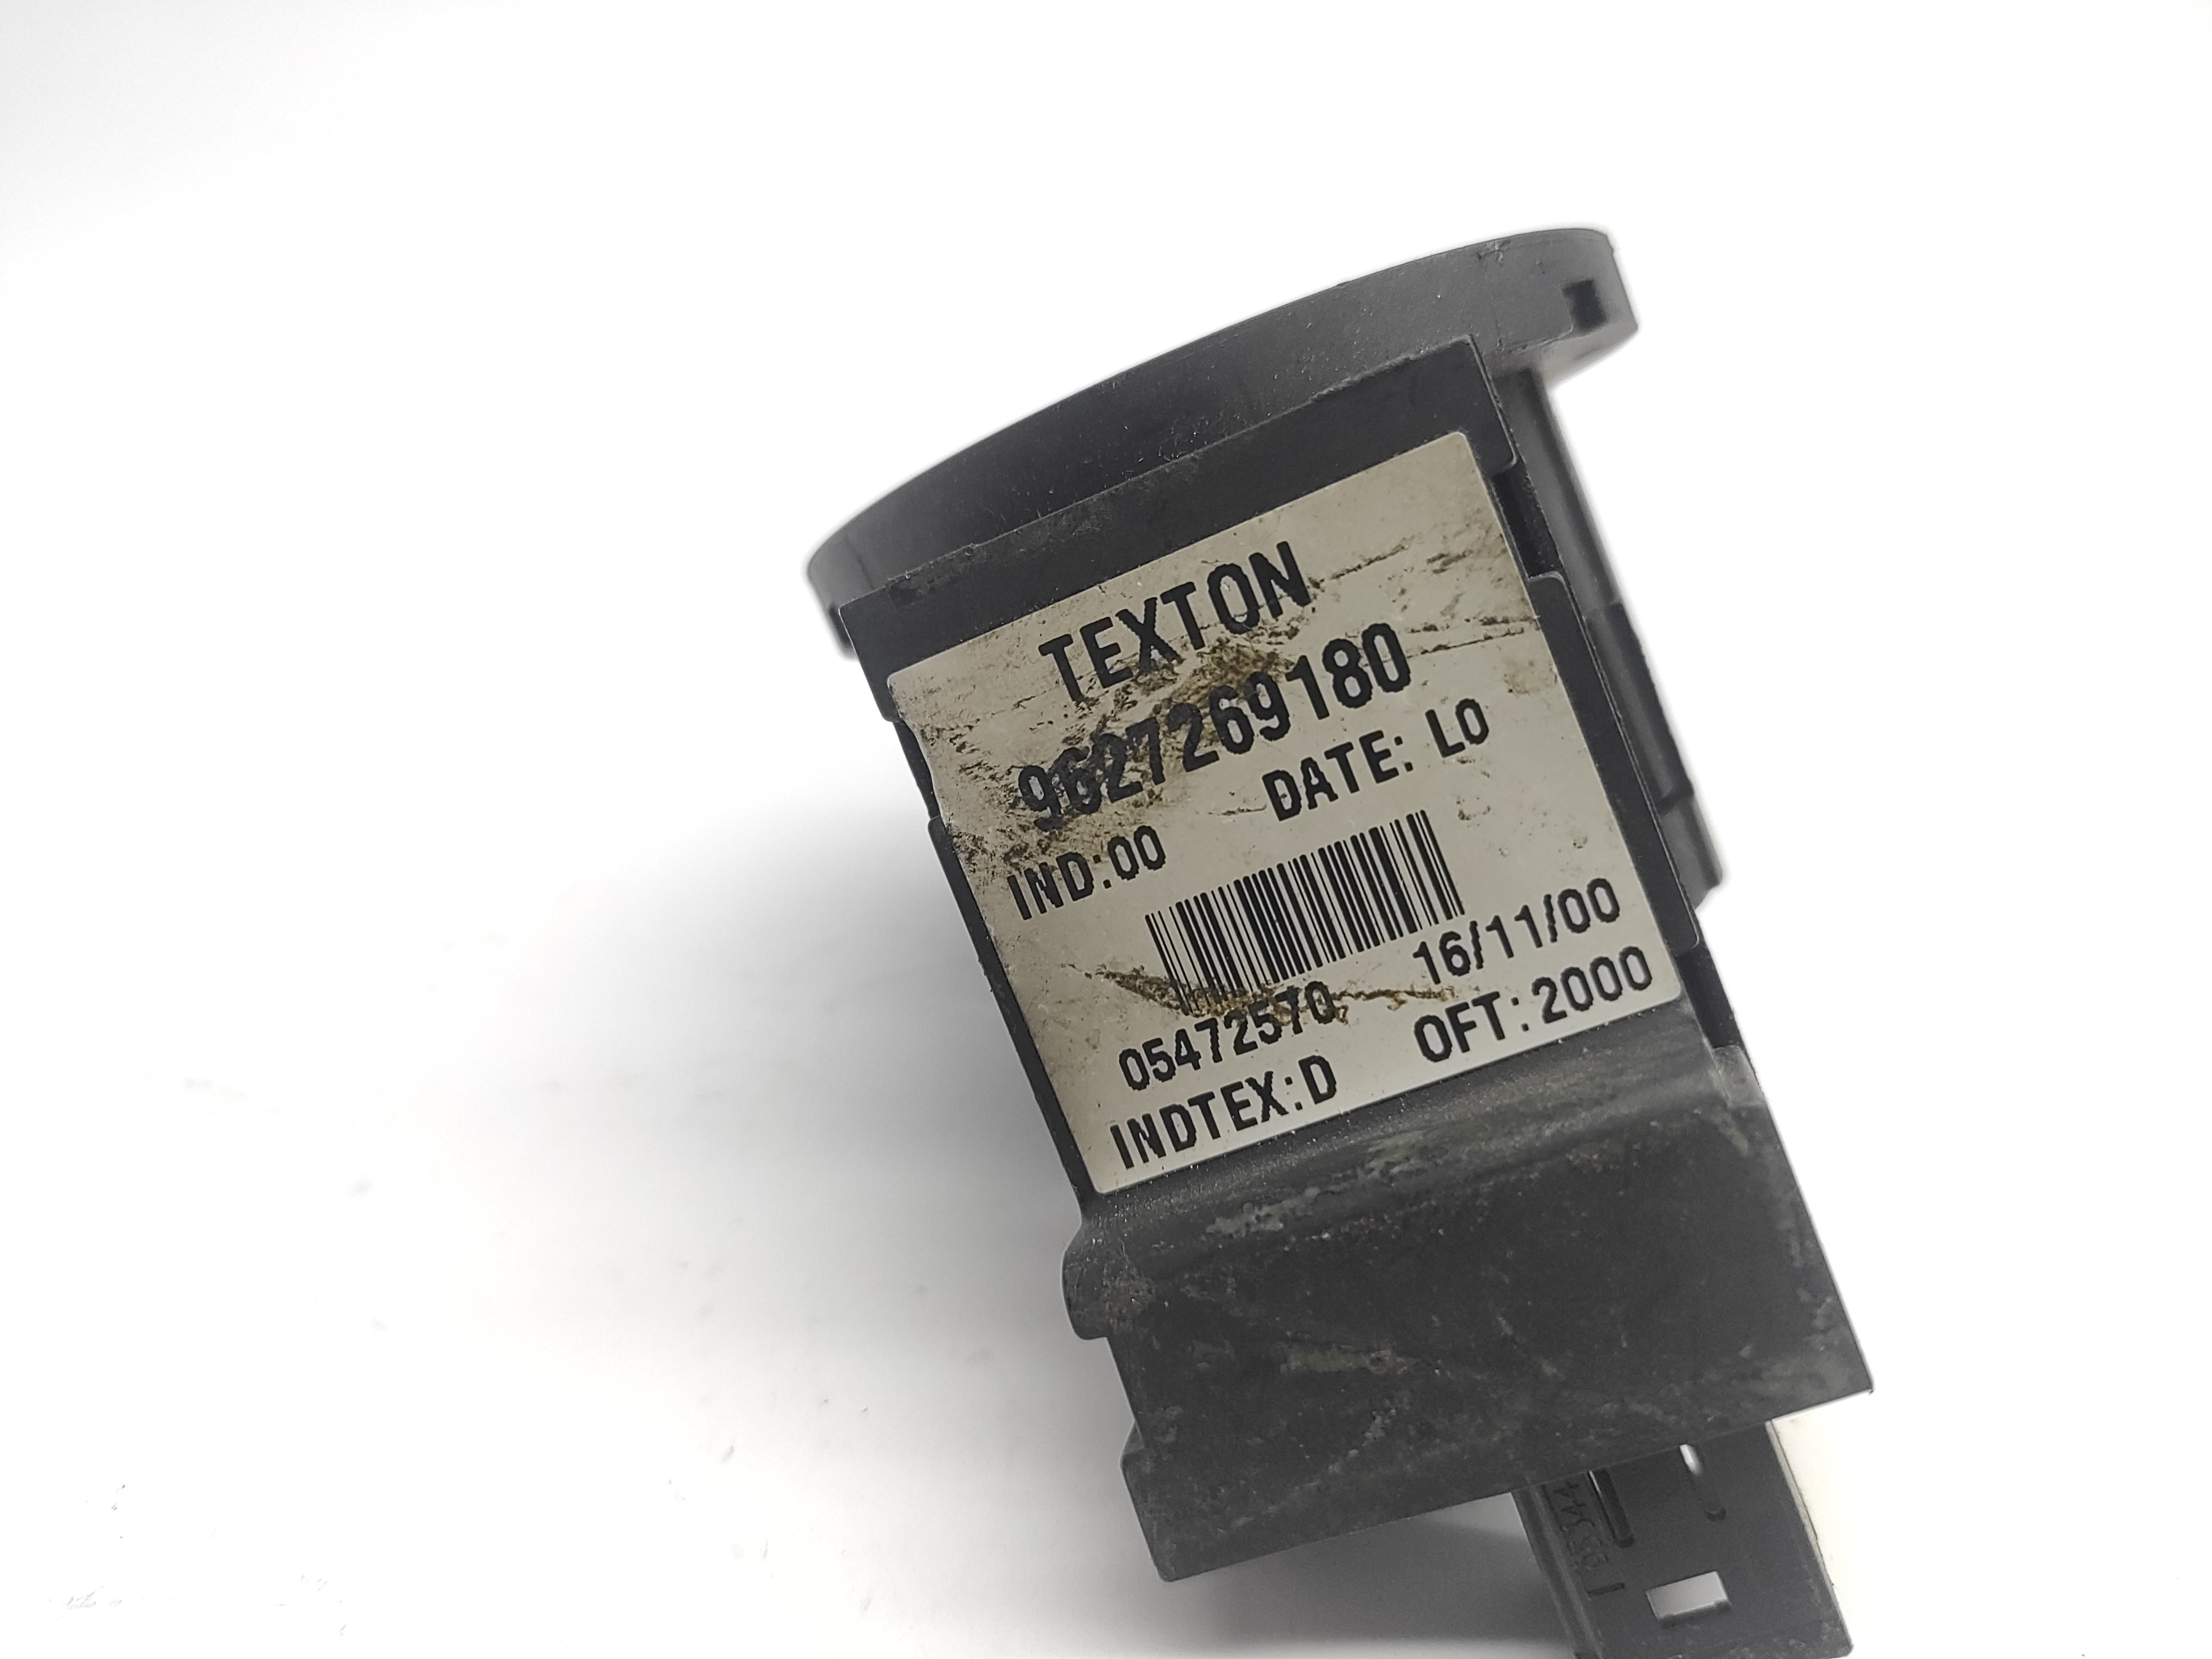 TEXTON
9627269180
IND:00 DATE: L0
16/11/00
05472570
INDTEX:D OFT:2000